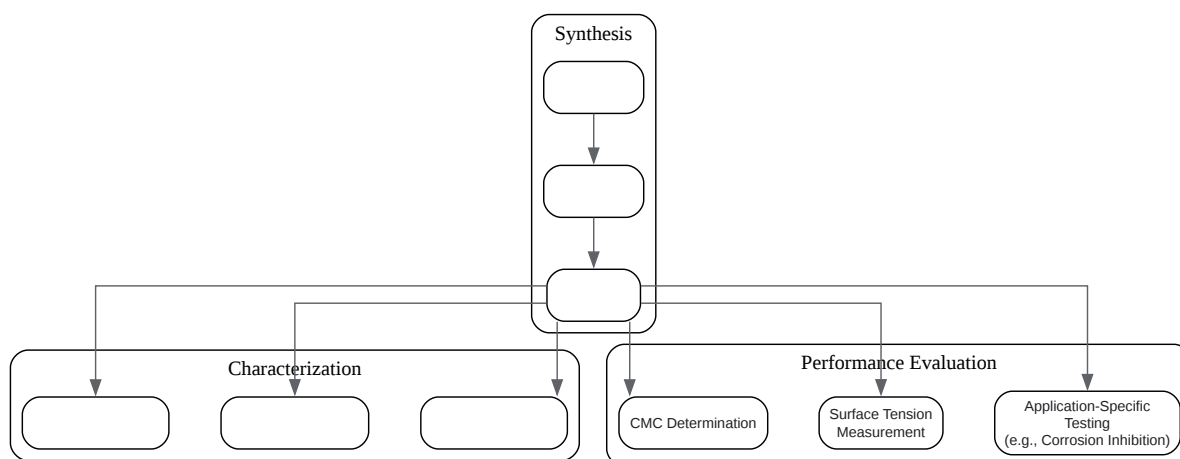 Synthesis
Characterization
Performance Evaluation
CMC Determination
Surface Tension
Measurement
Application-Specific
Testing
(e.g., Corrosion Inhibition)